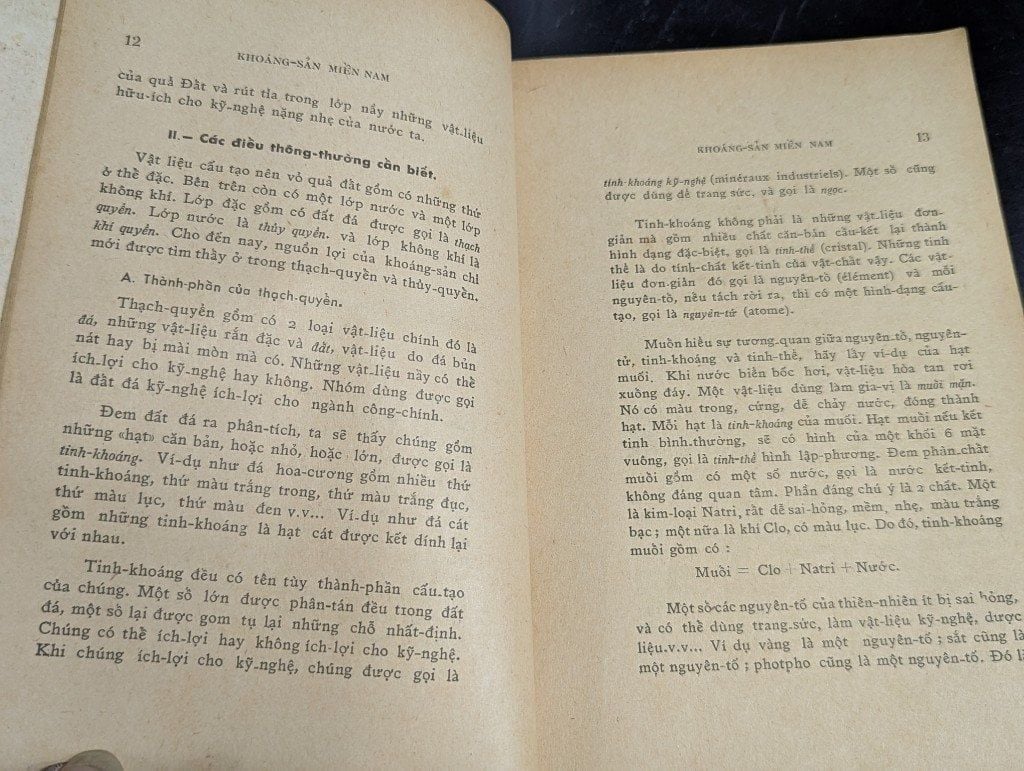 12
KHOÁNG-SẢN MIỀN NAM
của quả Đất và rút tỉa trong lớp nầy những vật-liệu
hữu-ích cho kỹ-nghệ nặng nhẹ của nước ta.
II.— Các điều thông-thường cần biết.
Vật liệu cấu tạo nên vỏ quả đất gồm có những thứ
ở thể đặc. Bên trên còn có một lớp nước và một lớp
không khí. Lớp đặc gồm có đất đá được gọi là thạch
quyển. Lớp nước là thủy quyển. và lớp không khí là
khí quyển. Cho đến nay, nguồn lợi của khoáng-sản chỉ
mới được tìm thấy ở trong thạch-quyển và thủy-quyển.
A. Thành-phần của thạch-quyển.
Thạch-quyển gồm có 2 loại vật-liệu chính đó là
đá, những vật-liệu rắn đặc và đất, vật-liệu do đá bủn
nát hay bị mài mòn mà có. Những vật-liệu nầy có thể
ích-lợi cho kỹ-nghệ hay không. Nhóm dùng được gọi
là đất đá kỹ-nghệ ích-lợi cho ngành công-chính.
Đem đất đá ra phân-tích, ta sẽ thấy chúng gồm
những «hạt» căn bản, hoặc nhỏ, hoặc lớn, được gọi là
tinh-khoáng. Ví-dụ như đá hoa-cương gồm nhiều thứ
tinh-khoáng, thứ màu trắng trong, thứ màu trắng đục,
thứ màu lục, thứ màu đen v.v... Ví-dụ như đá cát
gồm những tinh-khoáng là hạt cát được kết dính lại
với nhau.
Tinh-khoáng đều có tên tùy thành-phần cấu-tạo
của chúng. Một số lớn được phân-tán đều trong đất
đá, một số lại được gom tụ lại những chỗ nhất-định.
Chúng có thể ích-lợi hay không ích-lợi cho kỹ-nghệ.
Khi chúng ích-lợi cho kỹ-nghệ, chúng được gọi là
KHOÁNG-SẢN MIỀN NAM
13
tinh-khoáng kỹ-nghệ (minéraux industriels). Một số cũng
được dùng để trang sức, và gọi là ngọc.
Tinh-khoáng không phải là những vật-liệu đơn-
giản mà gồm nhiều chất căn-bản câu-kết lại thành
hình dạng đặc-biệt, gọi là tinh-thể (cristal). Những tinh
thể là do tính-chất kết-tinh của vật-chất vậy. Các vật-
liệu đơn-giản đó gọi là nguyên-tố (élément) và mỗi
nguyên-tố, nếu tách rời ra, thì có một hình-dạng cấu-
tạo, gọi là nguyên-tử (atome).
Muốn hiểu sự tương-quan giữa nguyên-tố, nguyên-
tử, tinh-khoáng và tinh-thể, hãy lấy ví-dụ của hạt
muối. Khi nước biển bốc hơi, vật-liệu hòa tan rơi
xuống đáy. Một vật-liệu dùng làm gia-vị là muối mặn.
Nó có màu trong, cứng, dễ chảy nước, đóng thành
hạt. Mỗi hạt là tinh-khoáng của muối. Hạt muối nếu kết
tinh bình.thường, sẽ có hình của một khối 6 mặt
vuông, gọi là tinh-thể hình lập-phương. Đem phân-chất
muối gồm có một số nước, gọi là nước kết-tinh,
không đáng quan tâm. Phần đáng chú ý là 2 chất. Một
là kim-loại Natri, rất dễ sai-hỏng, mềm, nhẹ, màu trắng
bạc ; một nữa là khí Clo, có màu lục. Do đó, tinh-khoáng
muối gồm có :
Muối = Clo + Natri + Nước.
Một số các nguyên-tố của thiên-nhiên ít bị sai hỏng,
và có thể dùng trang-sức, làm vật-liệu kỹ-nghệ, dược
liệu.v.v... Ví dụ vàng là một nguyên-tố ; sắt cũng là
một nguyên-tố ; photpho cũng là một nguyên-tố. Đó là